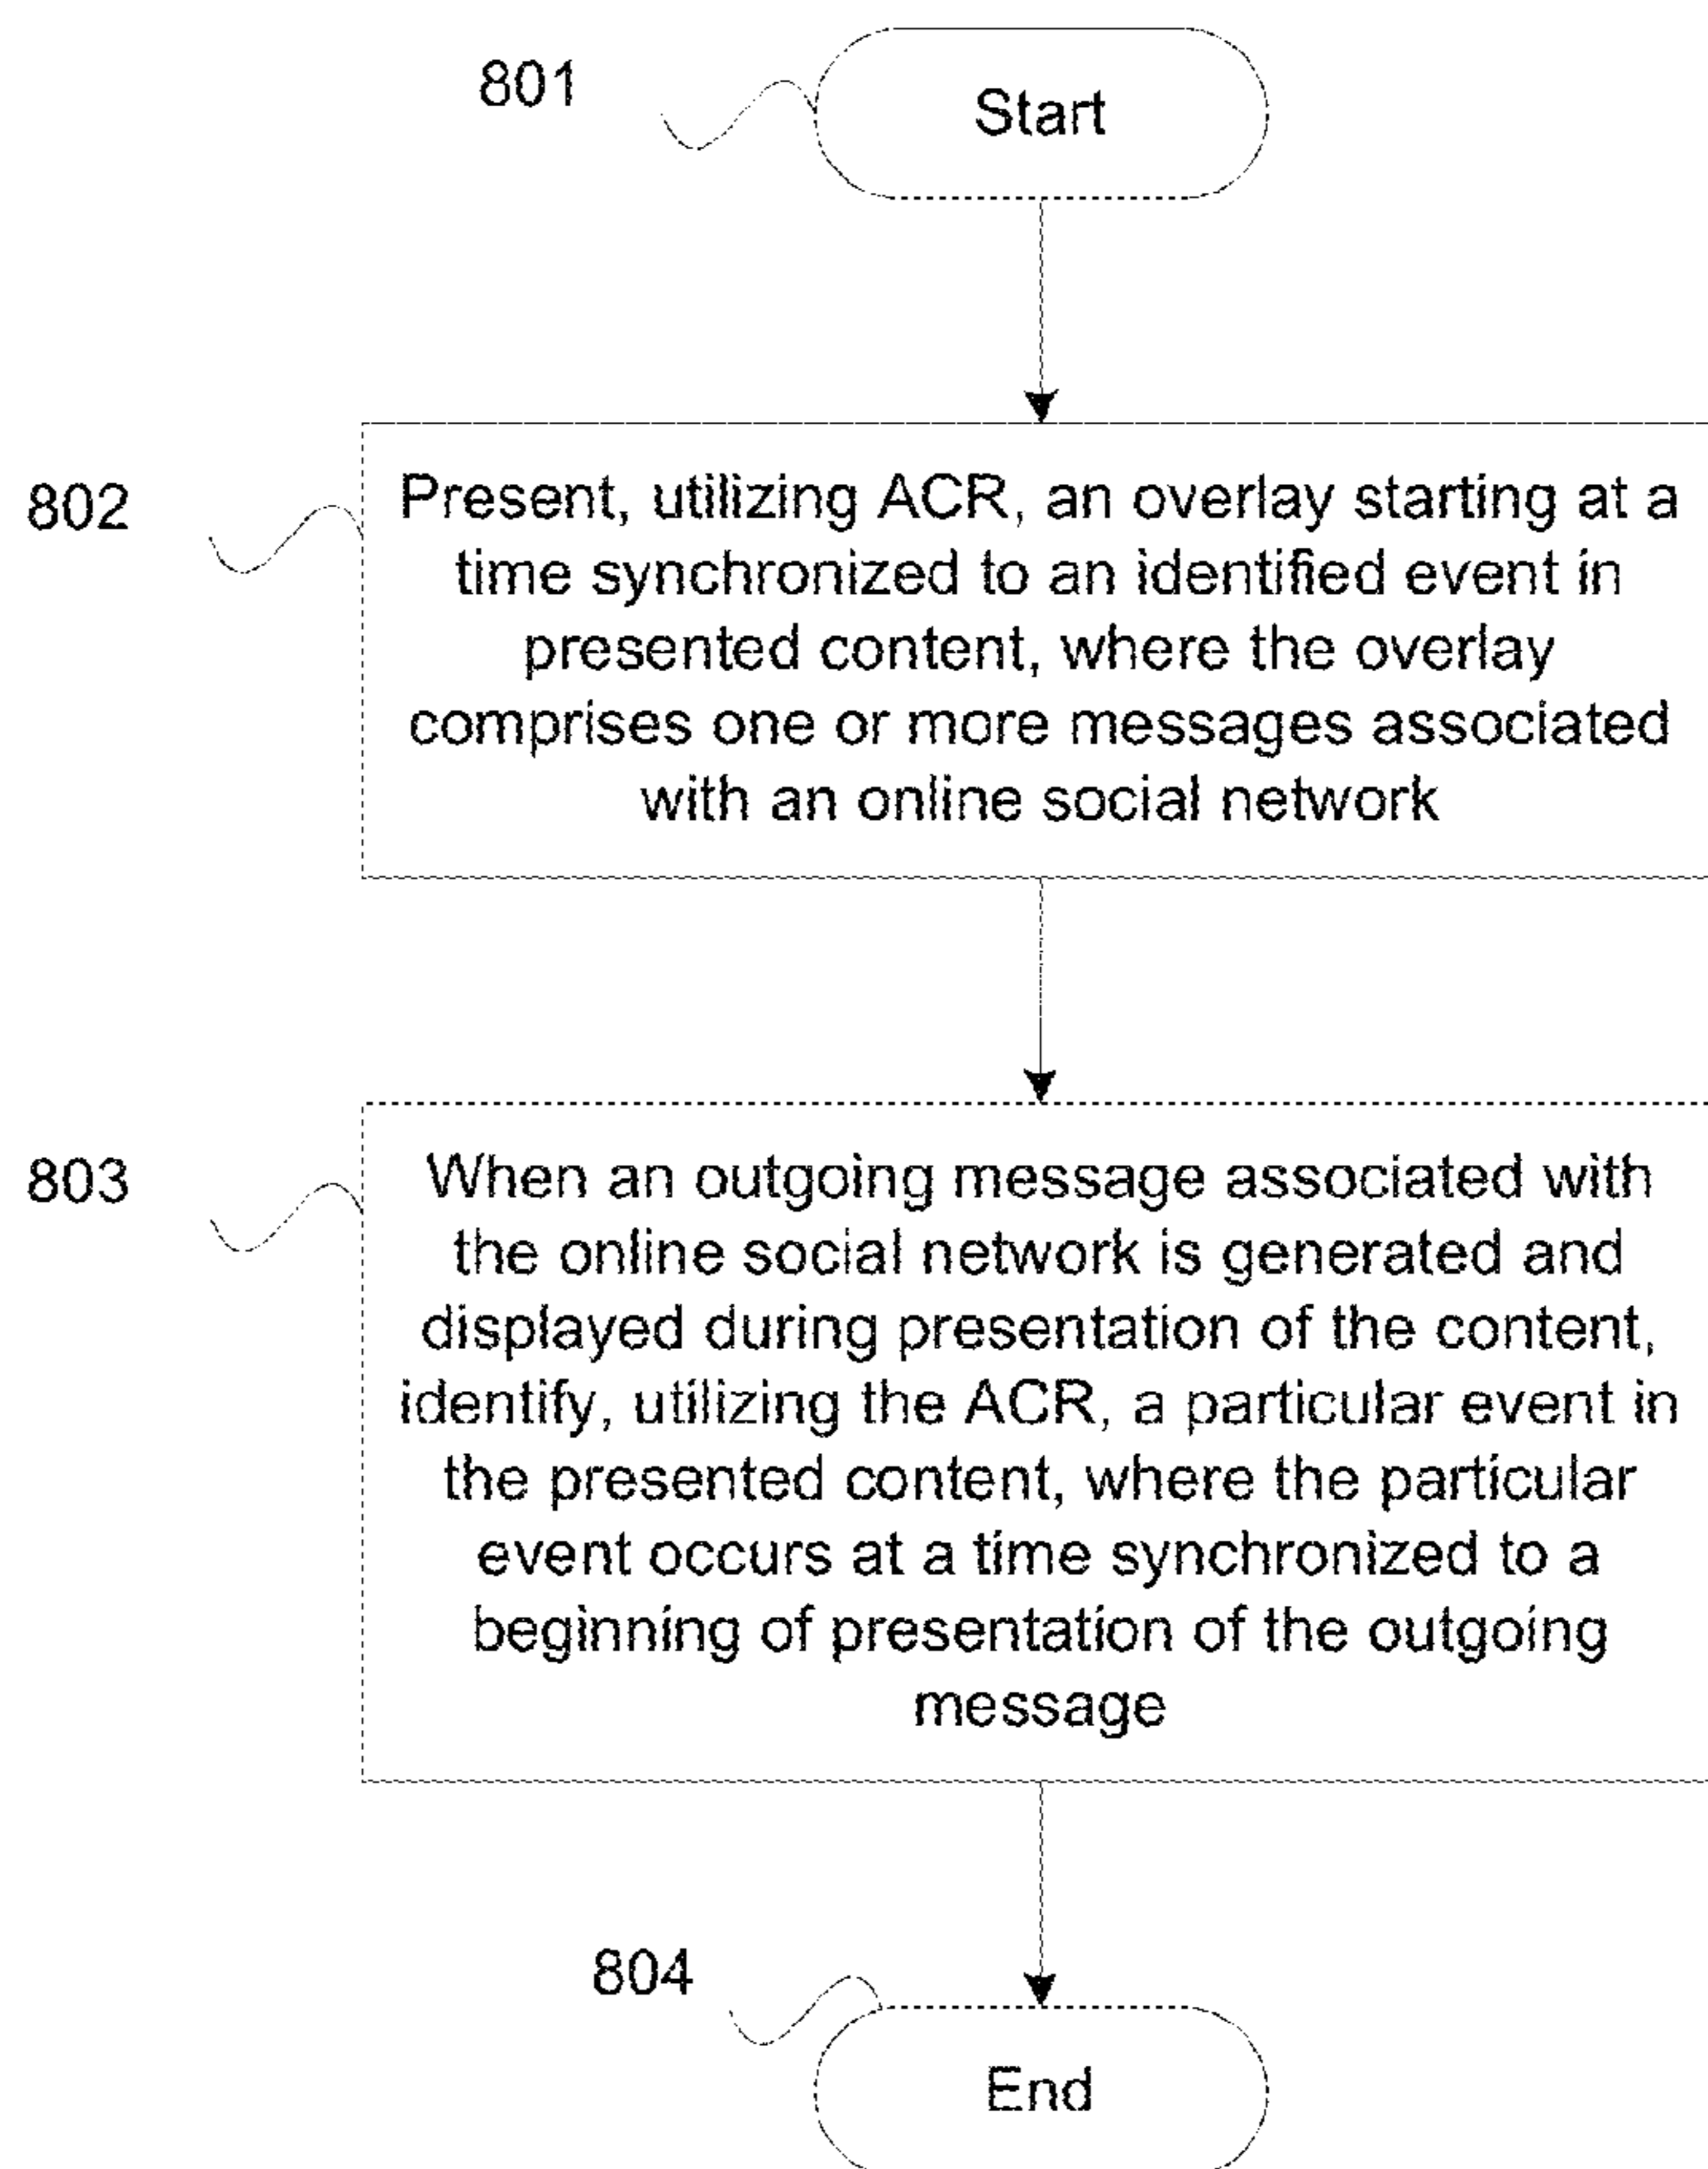 801
Start
802
Present, utilizing ACR, an overlay starting at a
time synchronized to an identified event in
presented content, where the overlay
comprises one or more messages associated
with an online social network
803
When an outgoing message associated with
the online social network is generated and
displayed during presentation of the content,
identify, utilizing the ACR, a particular event in
the presented content, where the particular
event occurs at a time synchronized to a
beginning of presentation of the outgoing
message
804
End